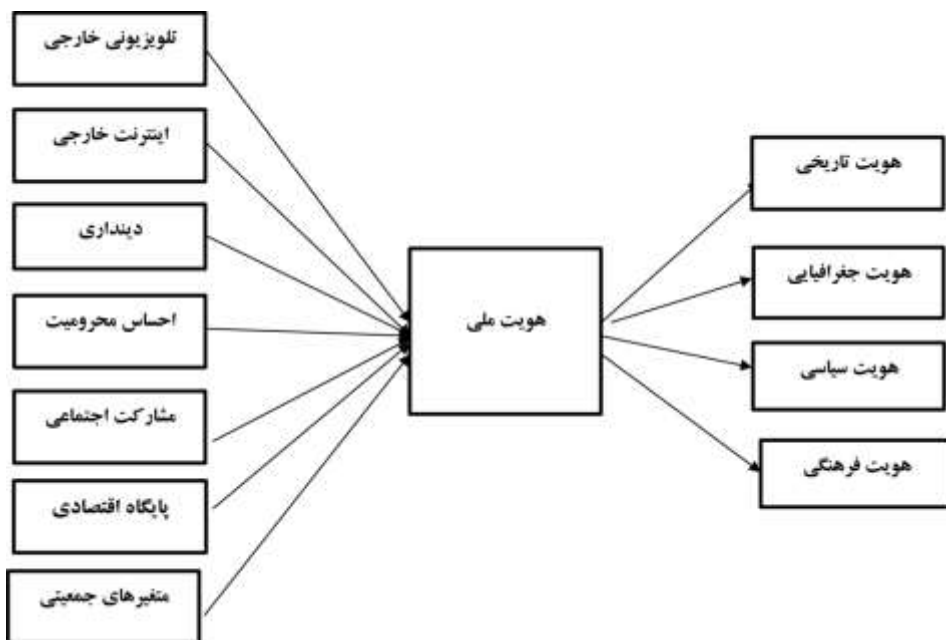 تلویزیونی خارجی
اینترنت خارجی
دینداری
احساس محرومیت
مشارکت اجتماعی
پایگاه اقتصادی
متغیرهای جمعیتی
هویت ملی
هویت تاریخی
هویت جغرافیایی
هویت سیاسی
هویت فرهنگی